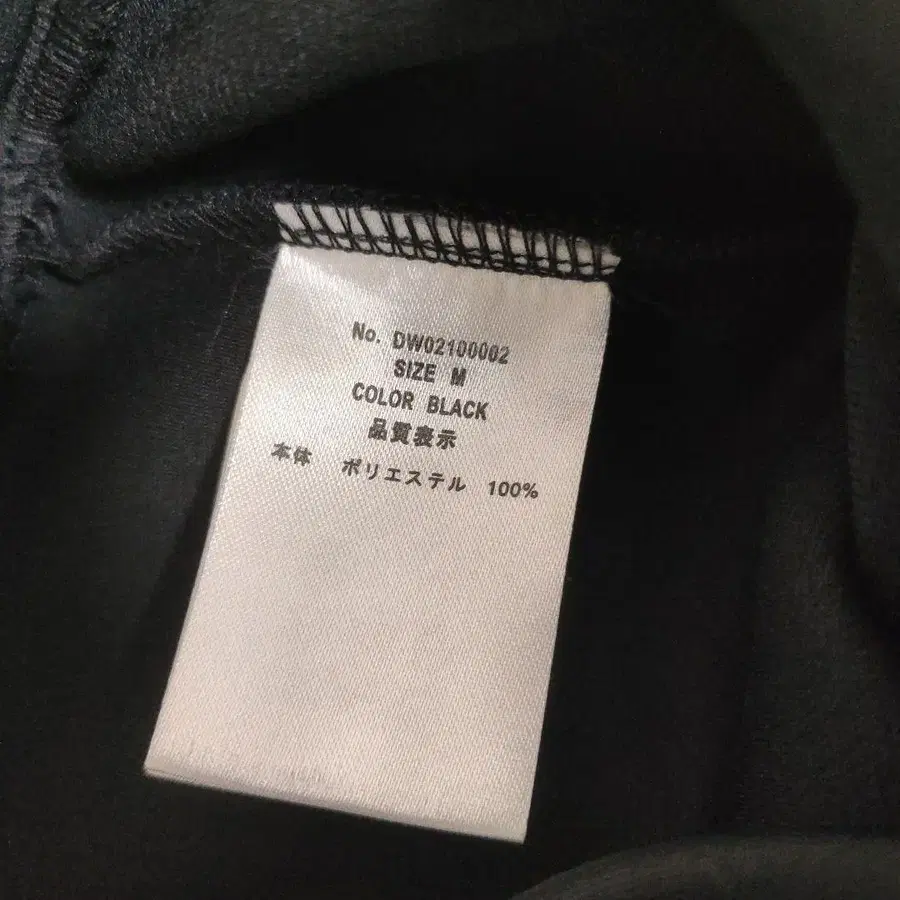 No. DW02100002
SIZE M
COLOR BLACK
品質表示
本体 ポリエステル 100%